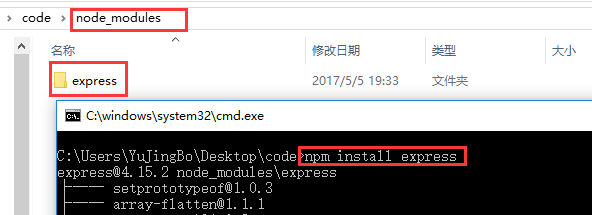 code > node_modules
名称 修改日期 类型 大小
express 2017/5/5 19:33 文件夹
C:\windows\system32\cmd.exe
C:\Users\YuJingBo\Desktop\code>npm install express
express@4.15.2 node_modules\express
├── setprototypeof@1.0.3
├── array-flatten@1.1.1